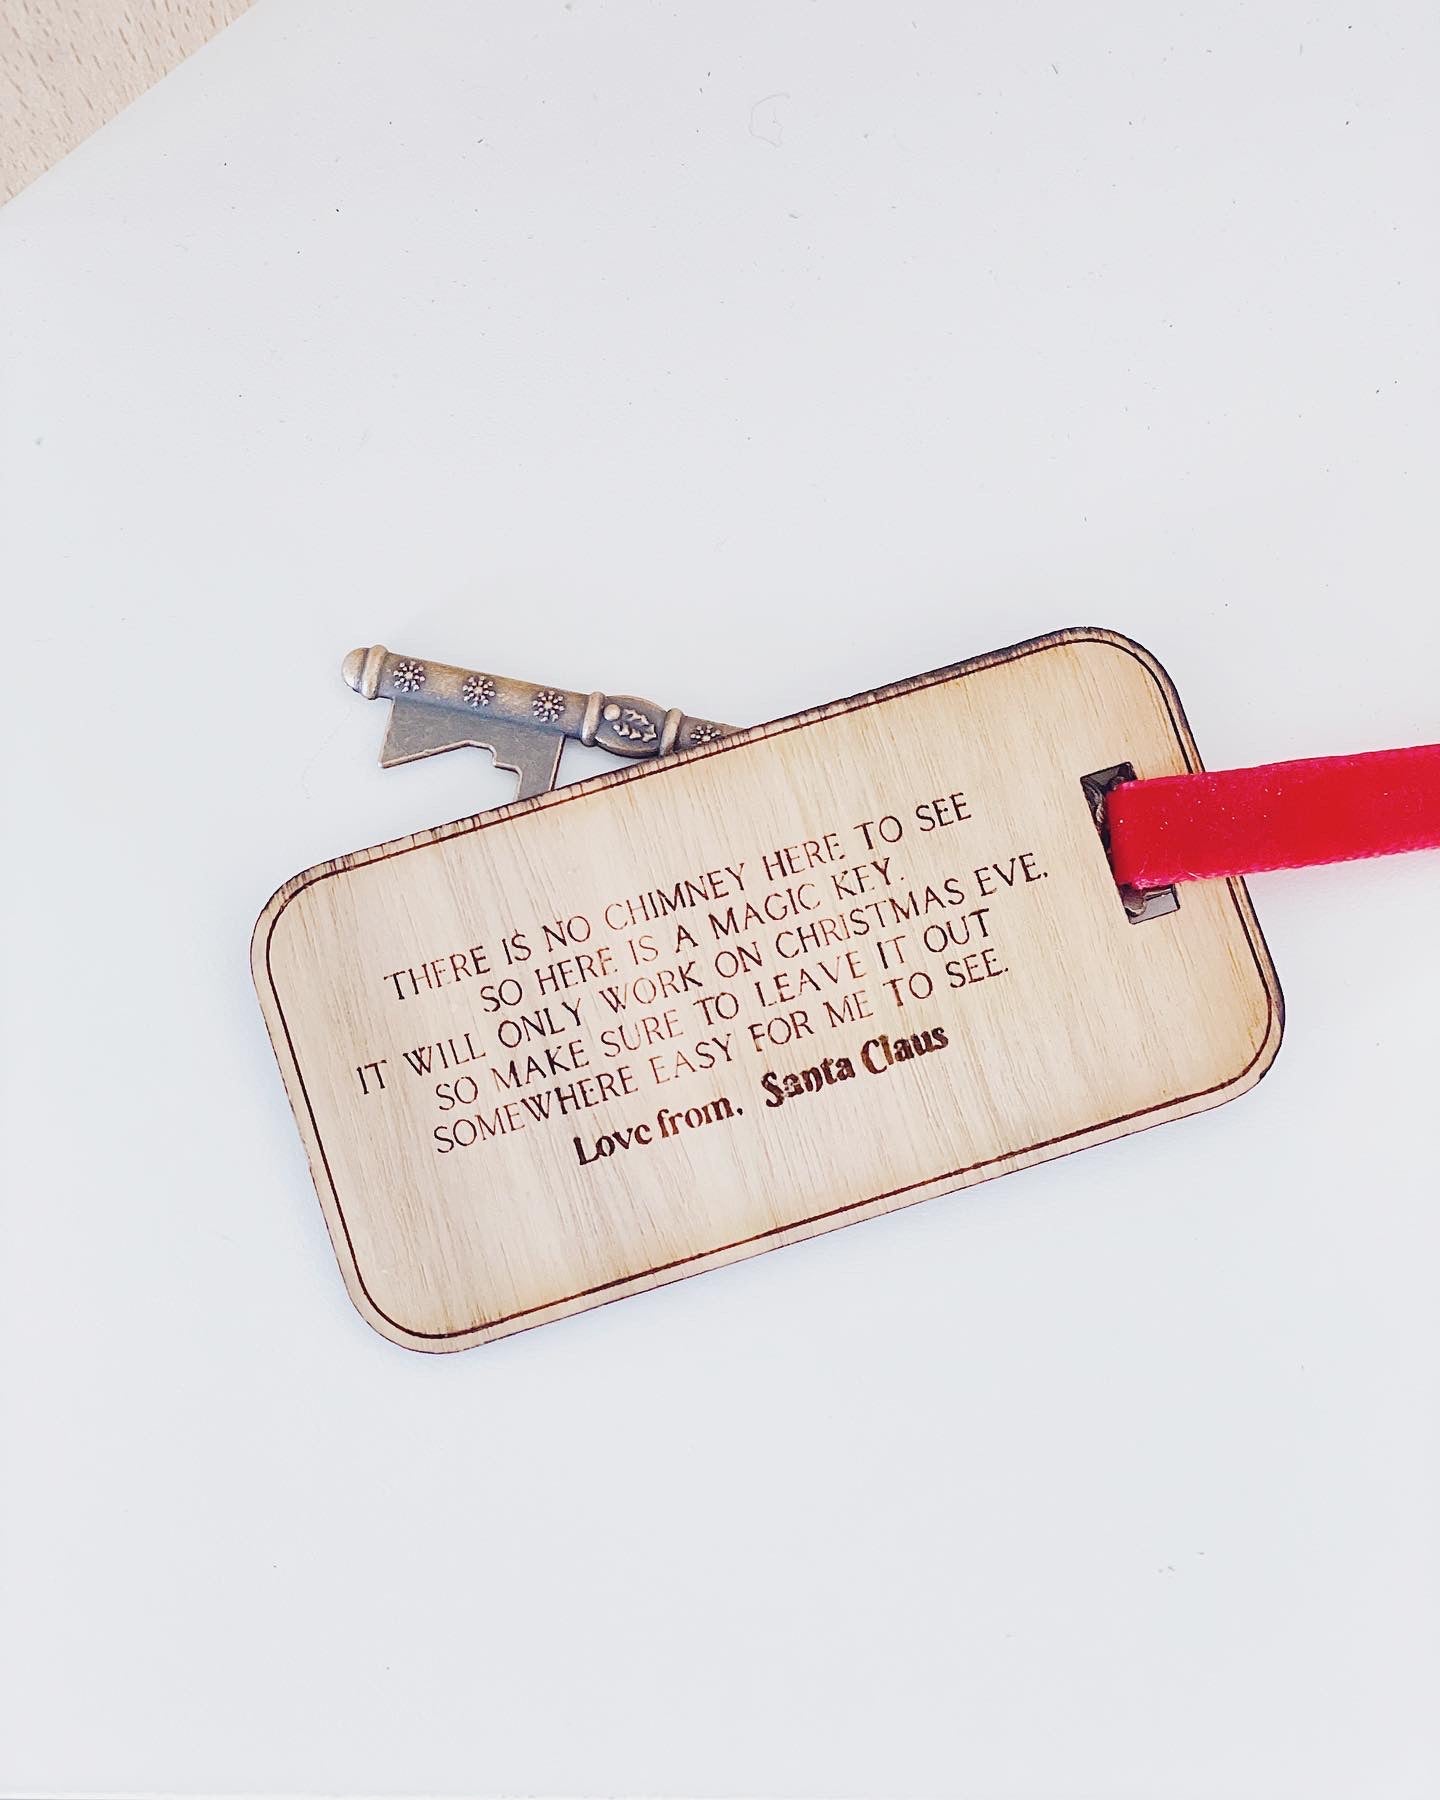 THERE IS NO CHIMNEY HERE TO SEE
SO HERE IS A MAGIC KEY.
IT WILL ONLY WORK ON CHRISTMAS EVE,
SO MAKE SURE TO LEAVE IT OUT
SOMEWHERE EASY FOR ME TO SEE.
Love from, Santa Claus